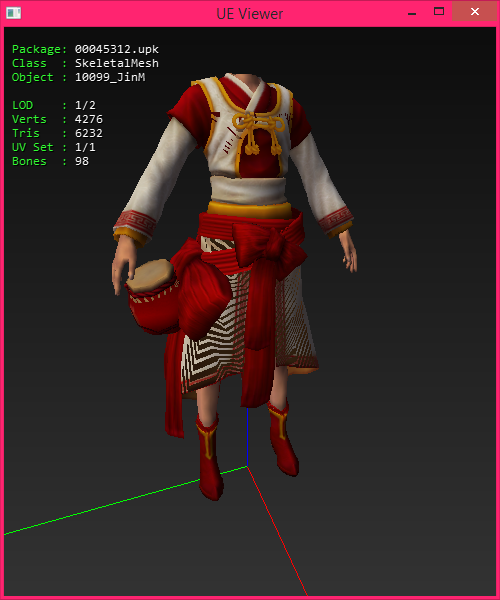 UE Viewer
Package: 00045312.upk
Class  : SkeletalMesh
Object : 10099_JinM
LOD    : 1/2
Verts  : 4276
Tris   : 6232
UV Set : 1/1
Bones  : 98